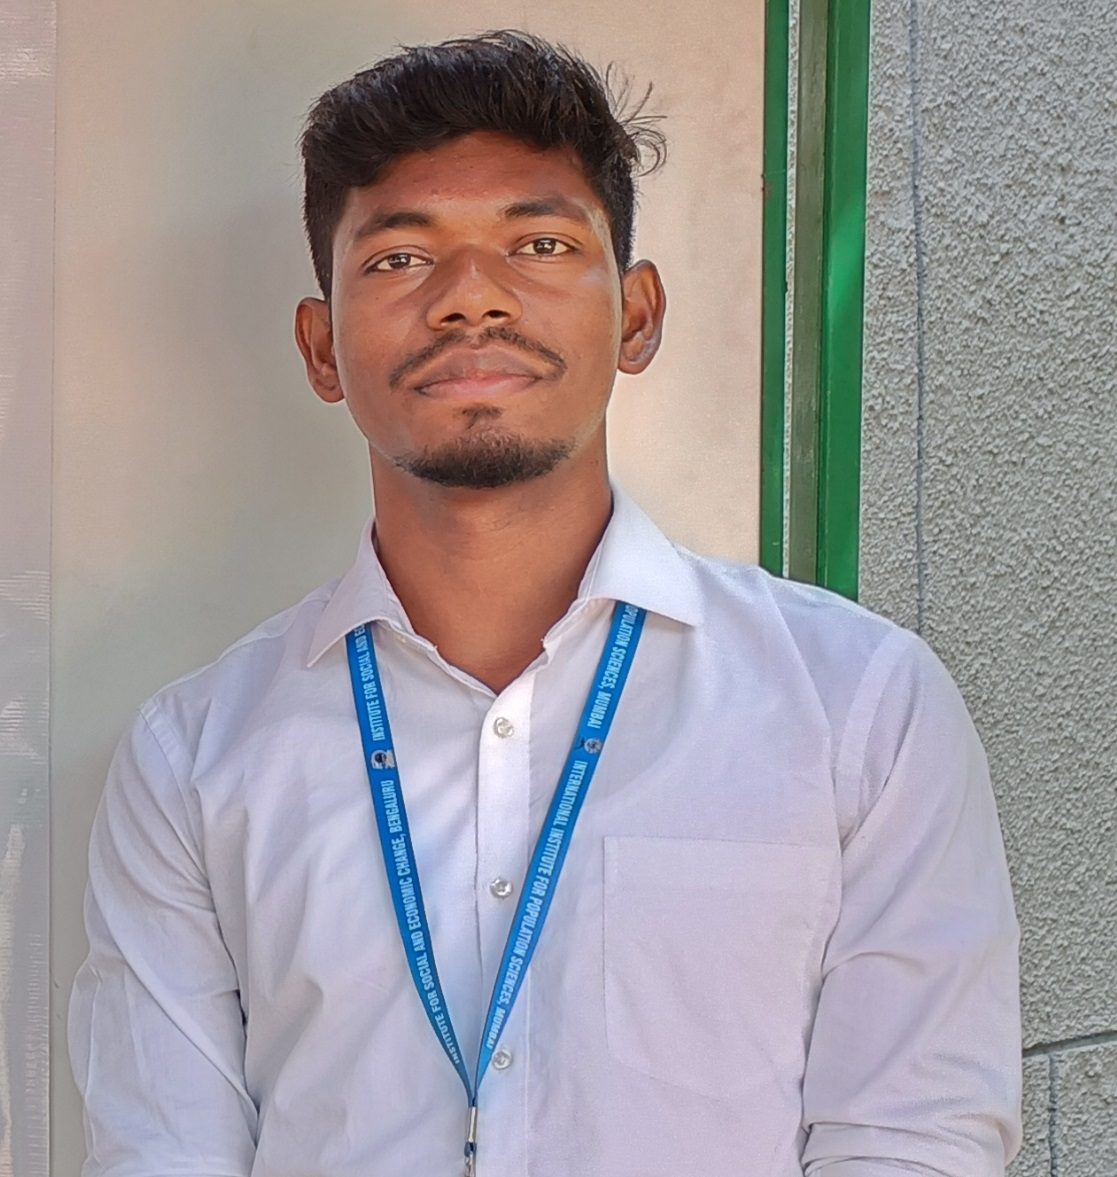 INSTITUTE FOR SOCIAL AND
INSTITUTE FOR SOCIAL AND ECONOMIC CHANGE, BENGALURU
POPULATION SCIENCES, MUMBAI
INTERNATIONAL INSTITUTE FOR POPULATION SCIENCES, MUMBAI